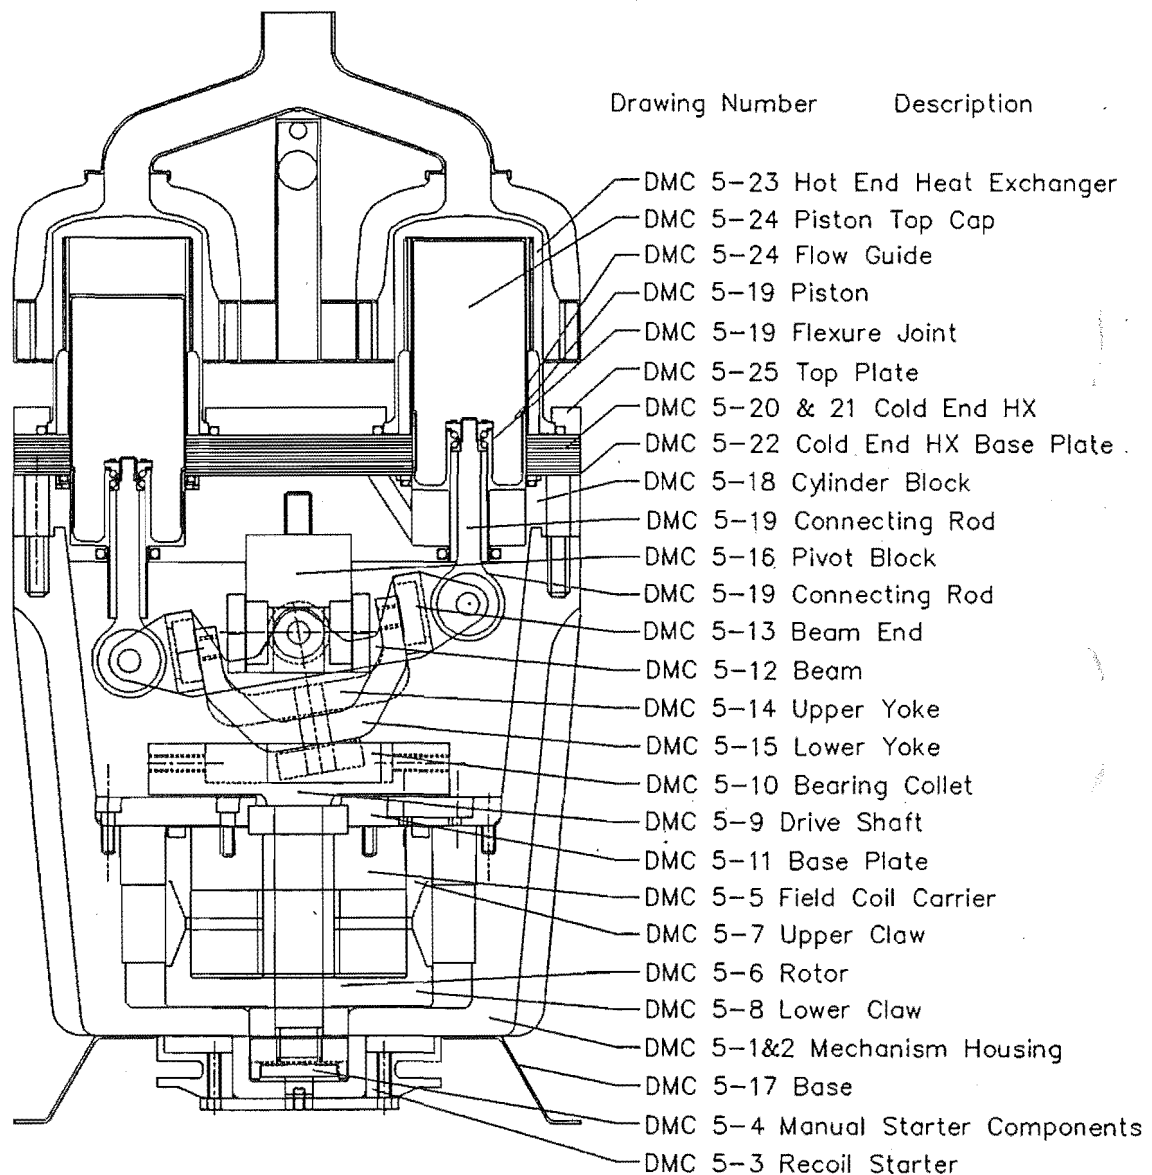 Drawing Number Description
DMC 5-23 Hot End Heat Exchanger
DMC 5-24 Piston Top Cap
DMC 5-24 Flow Guide
DMC 5-19 Piston
DMC 5-19 Flexure Joint
DMC 5-25 Top Plate
DMC 5-20 & 21 Cold End HX
DMC 5-22 Cold End HX Base Plate
DMC 5-18 Cylinder Block
DMC 5-19 Connecting Rod
DMC 5-16 Pivot Block
DMC 5-19 Connecting Rod
DMC 5-13 Beam End
DMC 5-12 Beam
DMC 5-14 Upper Yoke
DMC 5-15 Lower Yoke
DMC 5-10 Bearing Collet
DMC 5-9 Drive Shaft
DMC 5-11 Base Plate
DMC 5-5 Field Coil Carrier
DMC 5-7 Upper Claw
DMC 5-6 Rotor
DMC 5-8 Lower Claw
DMC 5-1&2 Mechanism Housing
DMC 5-17 Base
DMC 5-4 Manual Starter Components
DMC 5-3 Recoil Starter